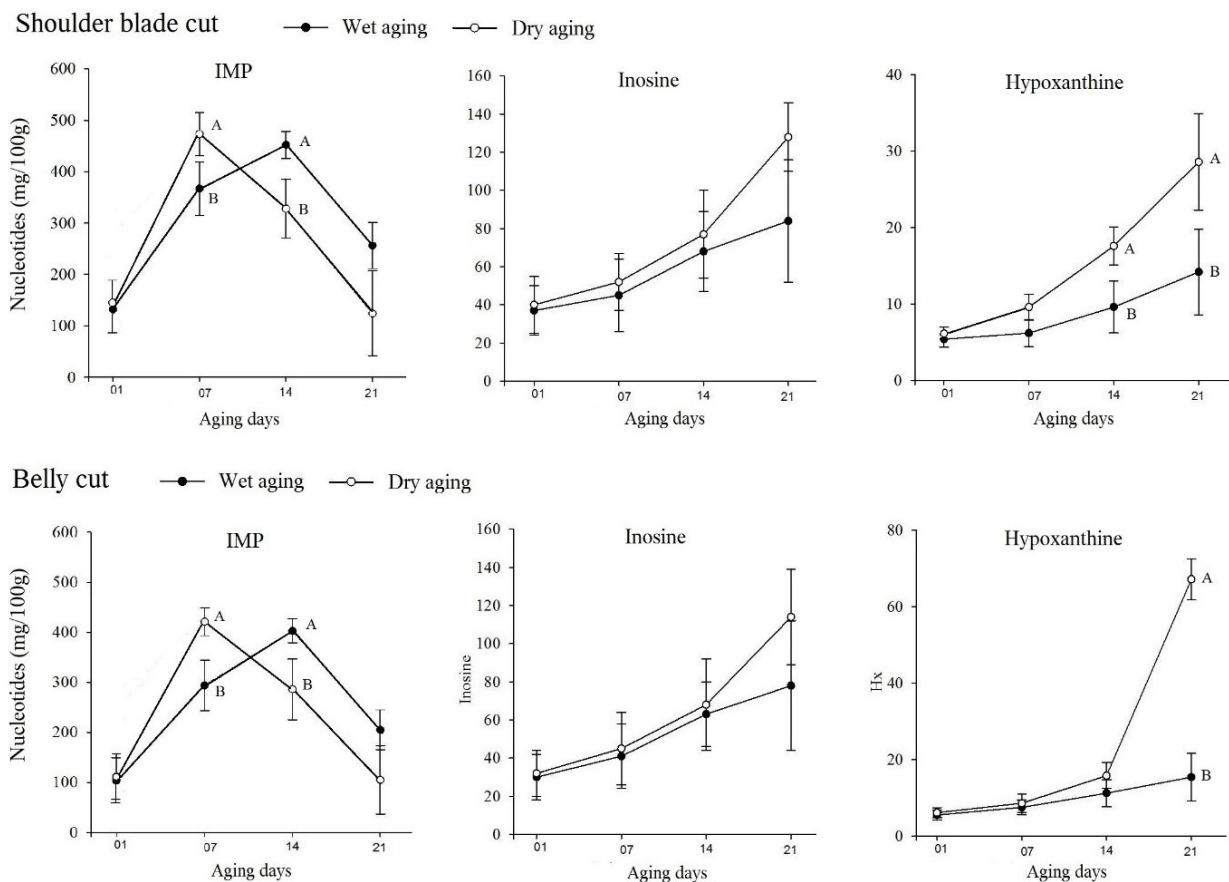 Shoulder blade cut
Wet aging
Dry aging
IMP
Nucleotides (mg/100g)
600
500
400
300
200
100
0
A
B
A
B
01
07
14
21
Aging days
Inosine
160
140
120
100
80
60
40
20
0
01
07
14
21
Aging days
Hypoxanthine
40
30
20
10
0
A
B
A
B
01
07
14
21
Aging days
Belly cut
Wet aging
Dry aging
IMP
Nucleotides (mg/100g)
600
500
400
300
200
100
0
A
B
A
B
01
07
14
21
Aging days
Inosine
Inosine
160
140
120
100
80
60
40
20
0
01
07
14
21
Aging days
Hypoxanthine
Hx
80
60
40
20
0
A
B
01
07
14
21
Aging days